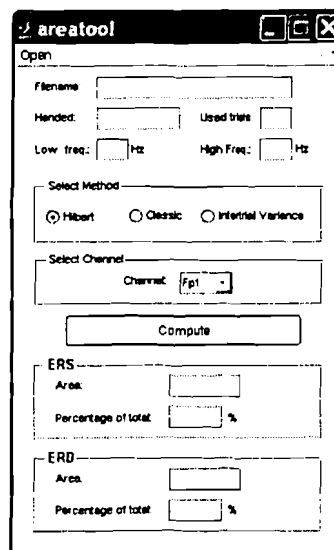 areatool
Open
Filename
Handed: Used trials
Low freq.: Hz High Freq.: Hz
Select Method
Hilbert Classic Intertrial Variance
Select Channel
Channel: Fp1
Compute
ERS
Area:
Percentage of total: %
ERD
Area:
Percentage of total: %